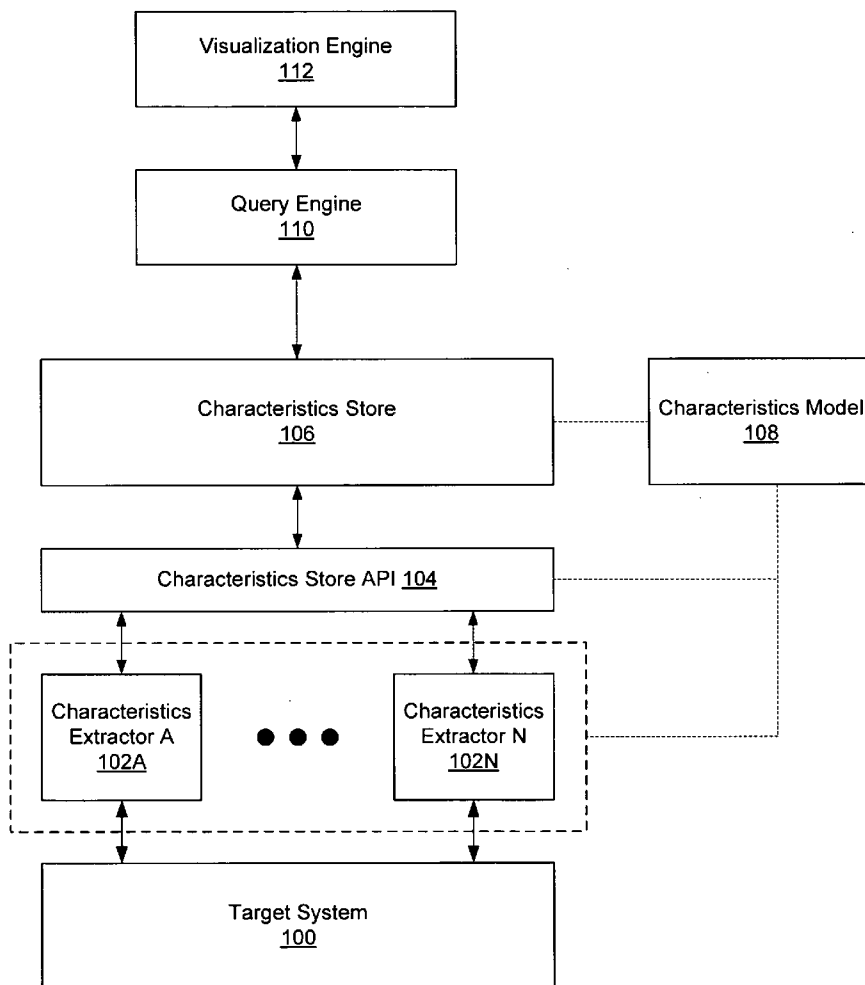 Visualization Engine
112
Query Engine
110
Characteristics Store
106
Characteristics Model
108
Characteristics Store API 104
Characteristics
Extractor A
102A
Characteristics
Extractor N
102N
Target System
100